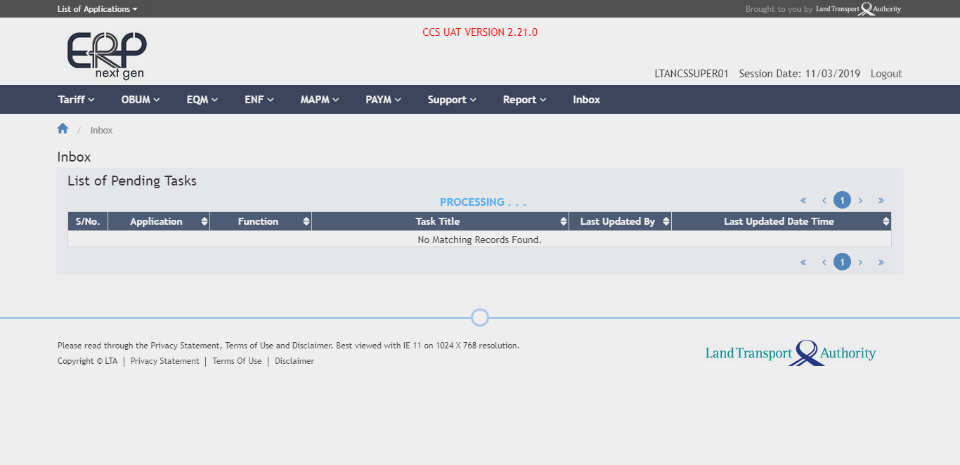 List of Applications
Brought to you by Land Transport Authority
CCS UAT VERSION 2.21.0
ERP
next gen
LTANCSSUPER01 Session Date: 11/03/2019 Logout
Tariff OBUM EQM ENF MAPM PAYM Support Report Inbox
/ Inbox
Inbox
List of Pending Tasks
PROCESSING . . .
« < 1 > »
S/No. Application Function Task Title Last Updated By Last Updated Date Time
No Matching Records Found.
« < 1 > »
Please read through the Privacy Statement, Terms of Use and Disclaimer. Best viewed with IE 11 on 1024 X 768 resolution.
Copyright © LTA | Privacy Statement | Terms Of Use | Disclaimer
Land Transport Authority